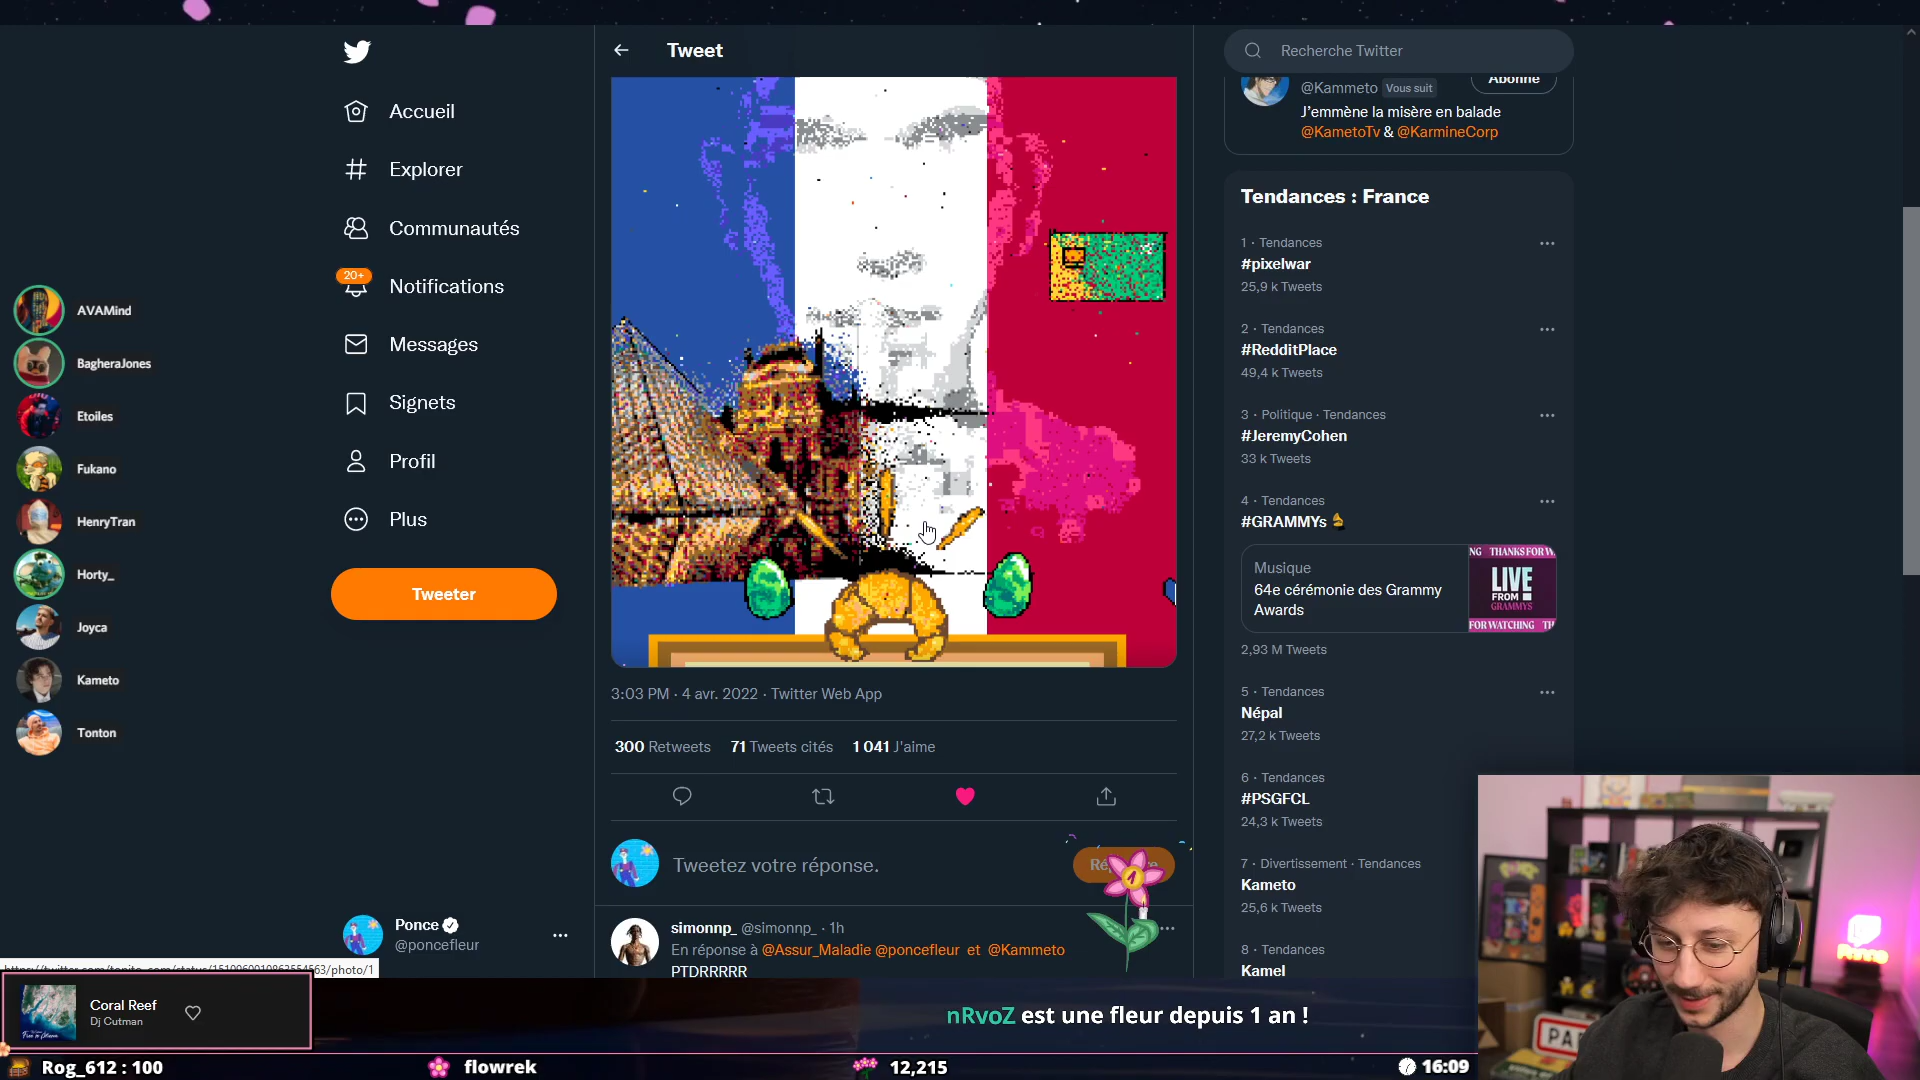 Tweet
Recherche Twitter
Accueil
Explorer
Communautés
20+
Notifications
Messages
Signets
Profil
Plus
Tweeter
AVAMind
BagheraJones
Etoiles
Fukano
HenryTran
Horty_
Joyca
Kameto
Tonton
@Kammeto Vous suit
Abonné
J'emmène la misère en balade
@KametoTv & @KarmineCorp
Tendances : France
1 · Tendances
#pixelwar
25,9 k Tweets
2 · Tendances
#RedditPlace
49,4 k Tweets
3 · Politique · Tendances
#JeremyCohen
33 k Tweets
4 · Tendances
#GRAMMYs
Musique
64e cérémonie des Grammy
Awards
NG THANKS FOR W
LIVE
FROM
GRAMMYS
FOR WATCHING TH
2,93 M Tweets
5 · Tendances
Népal
27,2 k Tweets
6 · Tendances
#PSGFCL
24,3 k Tweets
7 · Divertissement · Tendances
Kameto
25,6 k Tweets
8 · Tendances
Kamel
3:03 PM · 4 avr. 2022 · Twitter Web App
300 Retweets 71 Tweets cités 1 041 J'aime
Tweetez votre réponse.
1
simonnp_ @simonnp_ · 1h
En réponse à @Assur_Maladie @poncefleur et @Kammeto
PTDRRRRR
Ponce
@poncefleur
Coral Reef
Dj Cutman
nRvoZ est une fleur depuis 1 an !
Rog_612 : 100
flowrek
12,215
16:09